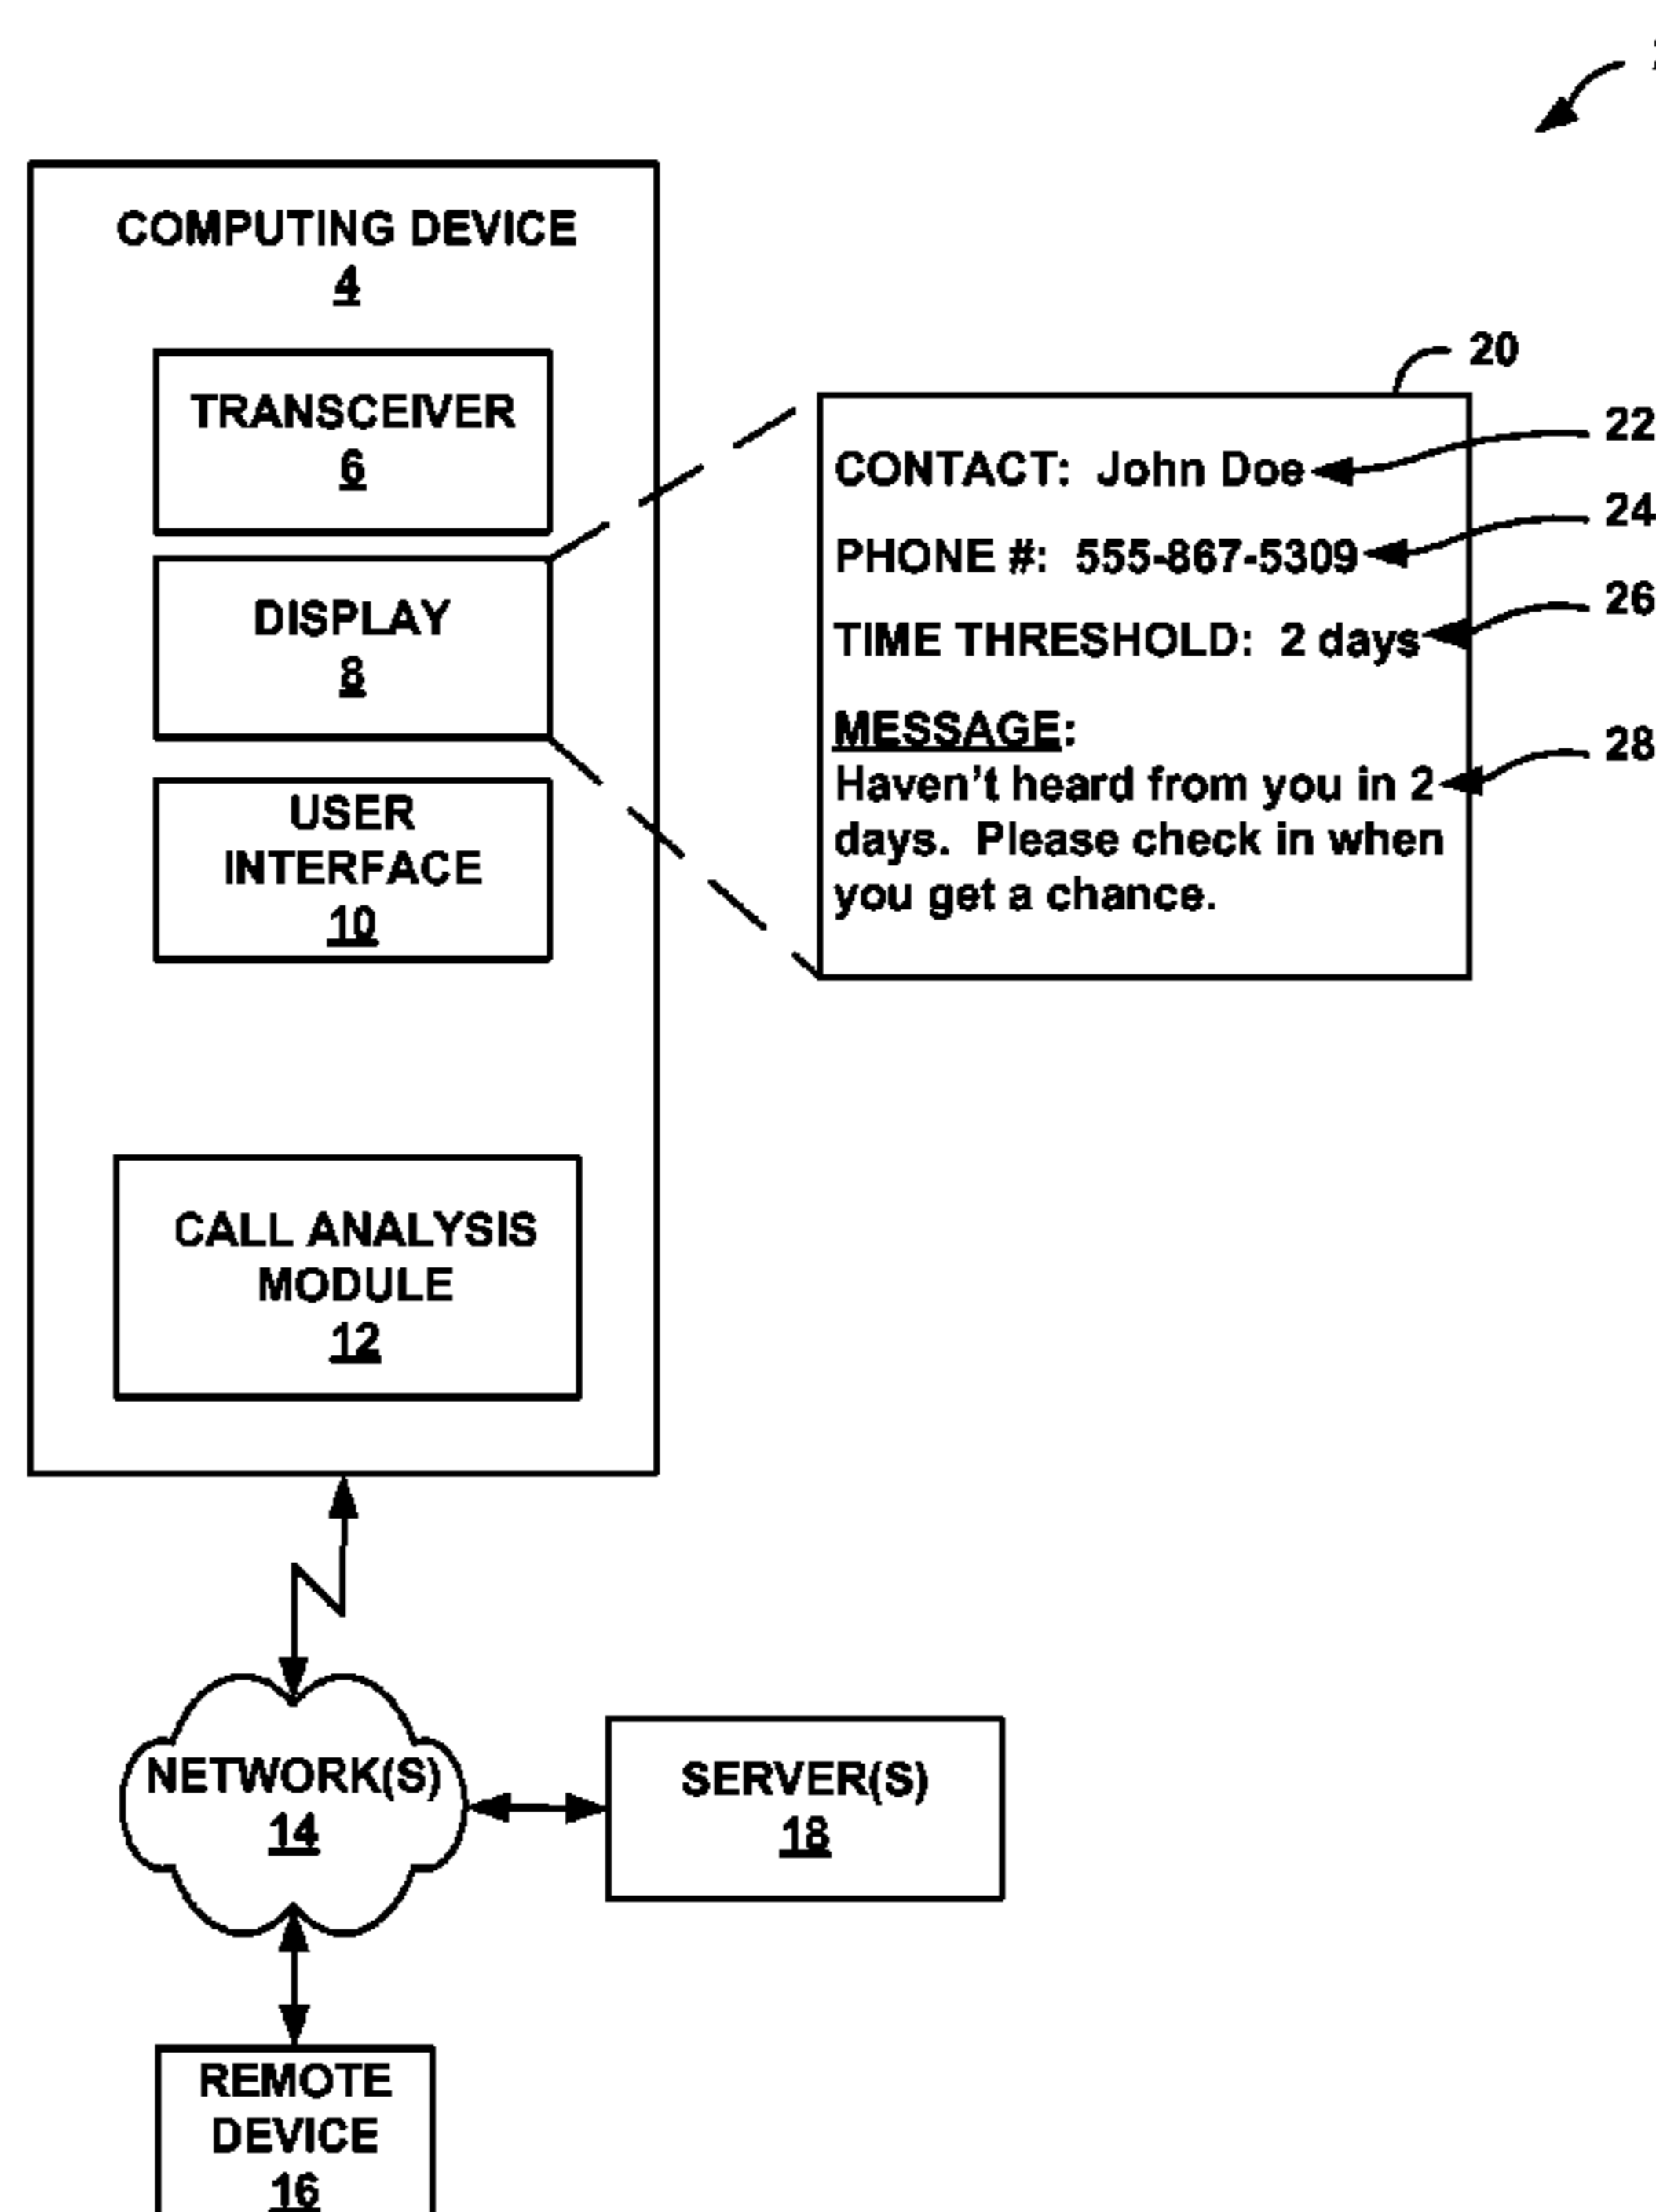 COMPUTING DEVICE
4
TRANSCEIVER
6
DISPLAY
8
USER
INTERFACE
10
CALL ANALYSIS
MODULE
12
20
CONTACT: John Doe
22
PHONE #: 555-867-5309
24
TIME THRESHOLD: 2 days
26
MESSAGE:
Haven't heard from you in 2
28
days. Please check in when
you get a chance.
NETWORK(S)
14
SERVER(S)
18
REMOTE
DEVICE
16